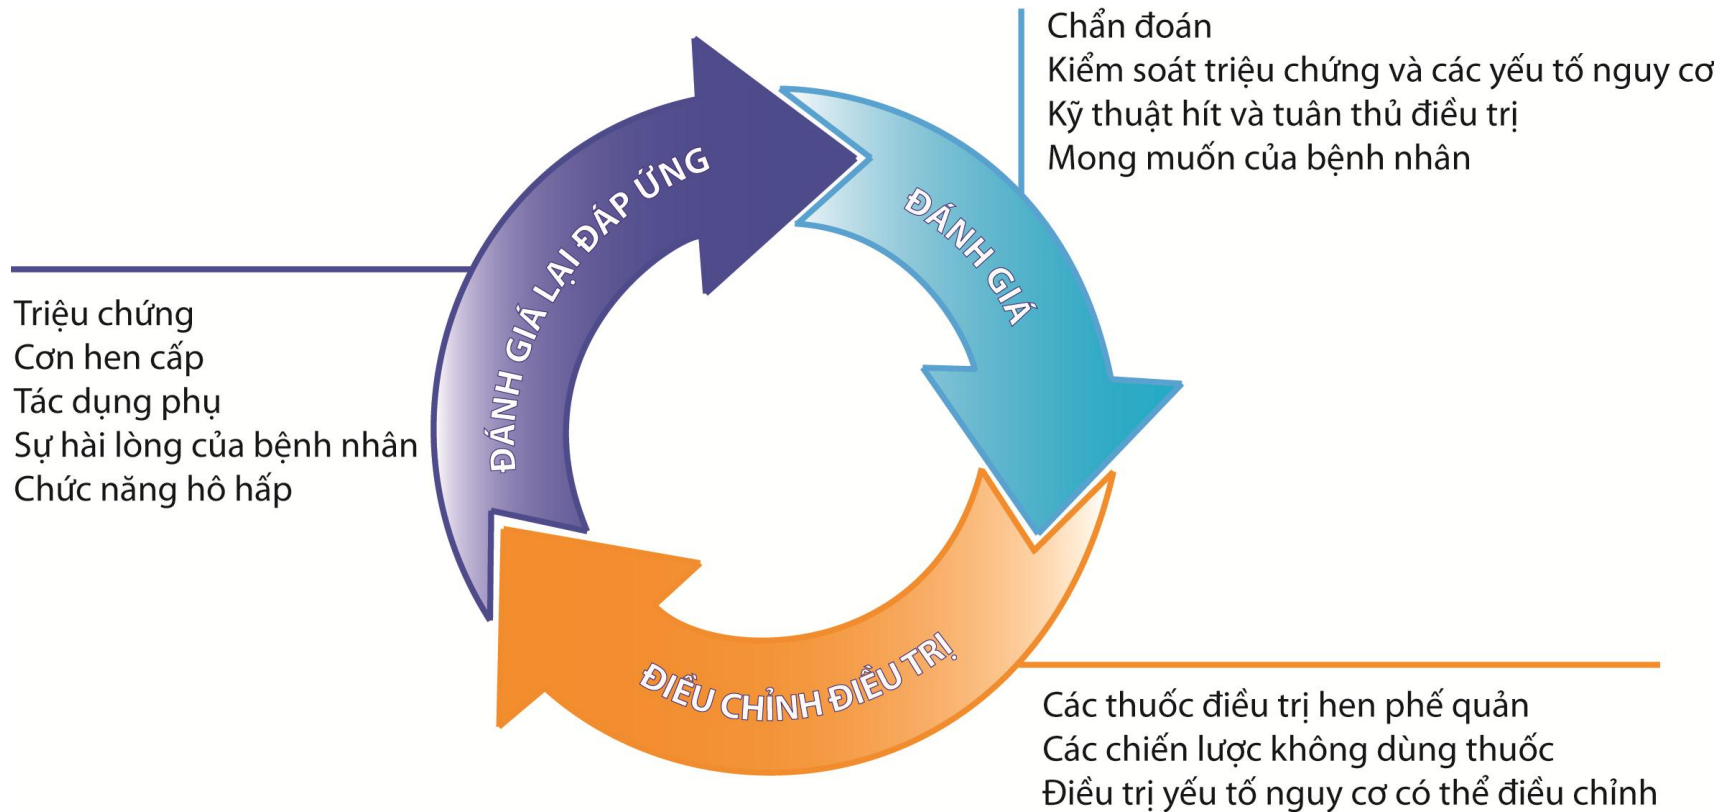 Chẩn đoán
Kiểm soát triệu chứng và các yếu tố nguy cơ
Kỹ thuật hít và tuân thủ điều trị
Mong muốn của bệnh nhân
ĐÁNH GIÁ
ĐÁNH GIÁ LẠI ĐÁP ỨNG
Triệu chứng
Cơn hen cấp
Tác dụng phụ
Sự hài lòng của bệnh nhân
Chức năng hô hấp
ĐIỀU CHỈNH ĐIỀU TRỊ
Các thuốc điều trị hen phế quản
Các chiến lược không dùng thuốc
Điều trị yếu tố nguy cơ có thể điều chỉnh